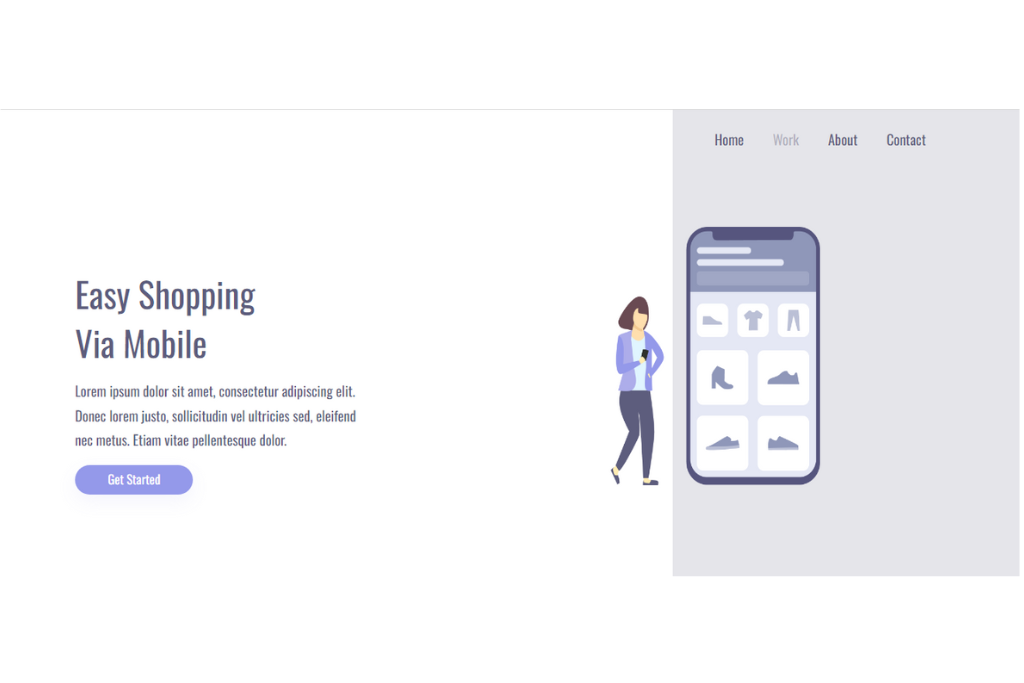 Home Work About Contact
Easy Shopping
Via Mobile
Lorem ipsum dolor sit amet, consectetur adipiscing elit.
Donec lorem justo, sollicitudin vel ultricies sed, eleifend
nec metus. Etiam vitae pellentesque dolor.
Get Started